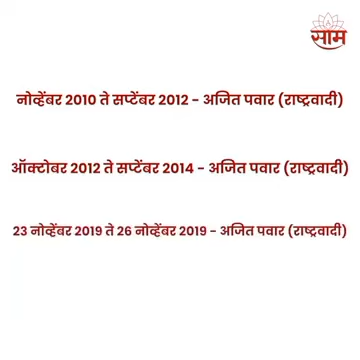 साम
नोव्हेंबर 2010 ते सप्टेंबर 2012 - अजित पवार (राष्ट्रवादी)
ऑक्टोबर 2012 ते सप्टेंबर 2014 - अजित पवार (राष्ट्रवादी)
23 नोव्हेंबर 2019 ते 26 नोव्हेंबर 2019 - अजित पवार (राष्ट्रवादी)